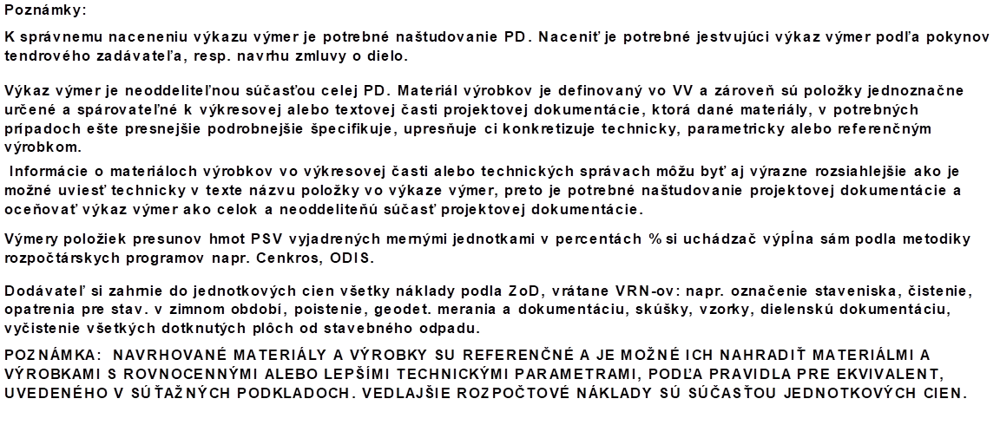 Poznámky:
K správnemu naceneniu výkazu výmer je potrebné naštudovanie PD. Naceniť je potrebné jestvujúci výkaz výmer podľa pokynov
tendrového zadávateľa, resp. navrhu zmluvy o dielo.
Výkaz výmer je neoddeliteľnou súčasťou celej PD. Materiál výrobkov je definovaný vo VV a zároveň sú položky jednoznačne
určené a spárovateľné k výkresovej alebo textovej časti projektovej dokumentácie, ktorá dané materiály, v potrebných
prípadoch ešte presnejšie podrobnejšie špecifikuje, upresňuje ci konkretizuje technicky, parametricky alebo referenčným
výrobkom.
Informácie o materiáloch výrobkov vo výkresovej časti alebo technických správach môžu byť aj výrazne rozsiahlejšie ako je
možné uviesť technicky v texte názvu položky vo výkaze výmer, preto je potrebné naštudovanie projektovej dokumentácie a
oceňovať výkaz výmer ako celok a neoddeliteňú súčasť projektovej dokumentácie.
Výmery položiek presunov hmot PSV vyjadrených mernými jednotkami v percentách % si uchádzač výpĺna sám podla metodiky
rozpočtárskych programov napr. Cenkros, ODIS.
Dodávateľ si zahrnie do jednotkových cien všetky náklady podla ZoD, vrátane VRN-ov: napr. označenie staveniska, čistenie,
opatrenia pre stav. v zimnom období, poistenie, geodet. merania a dokumentáciu, skúšky, vzorky, dielenskú dokumentáciu,
vyčistenie všetkých dotknutých plôch od stavebného odpadu.
POZNÁMKA: NAVRHOVANÉ MATERIÁLY A VÝROBKY SU REFERENČNÉ A JE MOŽNÉ ICH NAHRADIŤ MATERIÁLMI A
VÝROBKAMI S ROVNOCENNÝMI ALEBO LEPŠÍMI TECHNICKÝMI PARAMETRAMI, PODĽA PRAVIDLA PRE EKVIVALENT,
UVEDENÉHO V SÚŤAŽNÝCH PODKLADOCH. VEDLAJŠIE ROZPOČTOVÉ NÁKLADY SÚ SÚČASŤOU JEDNOTKOVÝCH CIEN.